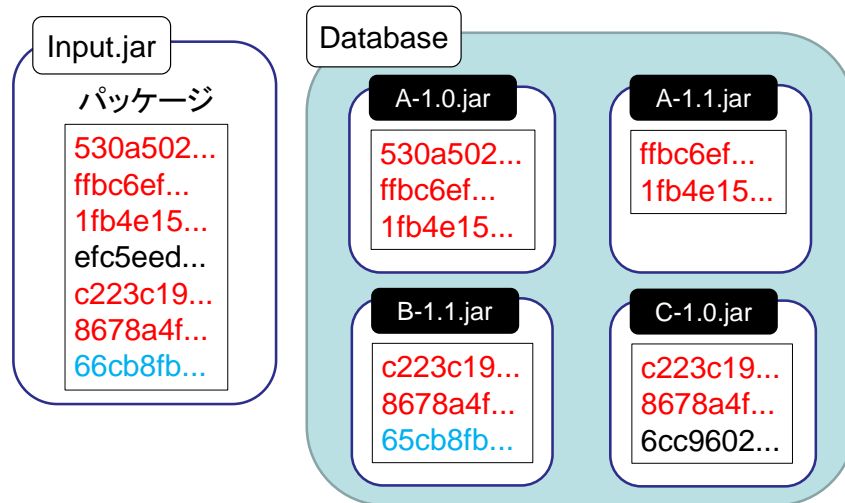 Input.jar
パッケージ
530a502...
ffbc6ef...
1fb4e15...
efc5eed...
c223c19...
8678a4f...
66cb8fb...
Database
A-1.0.jar
530a502...
ffbc6ef...
1fb4e15...
A-1.1.jar
ffbc6ef...
1fb4e15...
B-1.1.jar
c223c19...
8678a4f...
65cb8fb...
C-1.0.jar
c223c19...
8678a4f...
6cc9602...